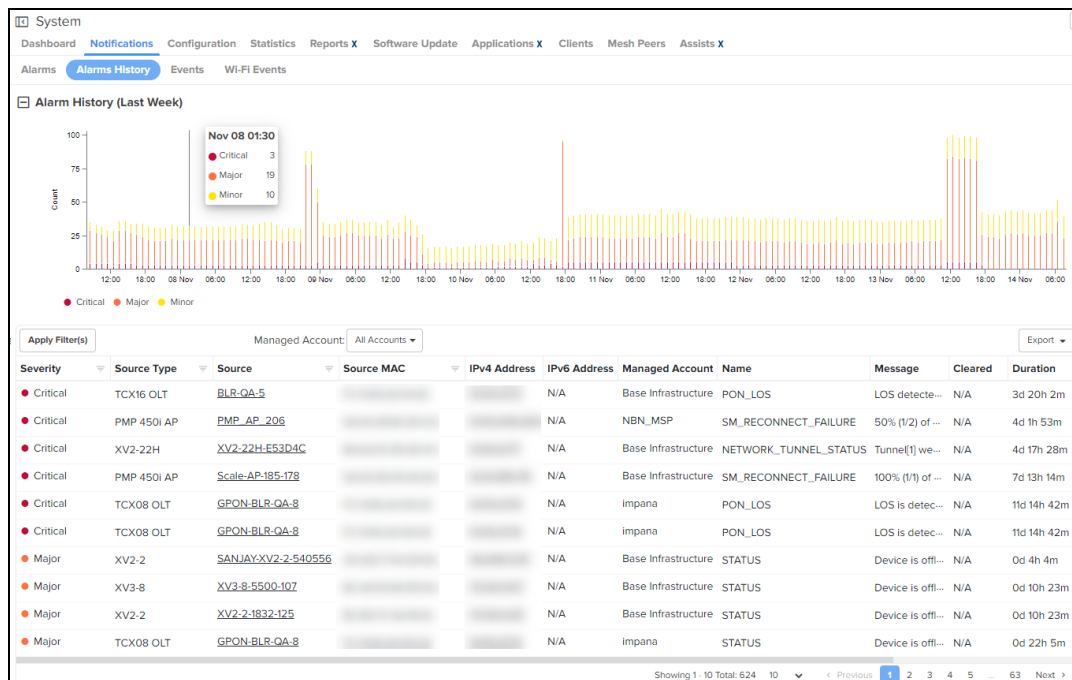 System
Dashboard Notifications Configuration Statistics Reports X Software Update Applications X Clients Mesh Peers Assists X
Alarms Alarms History Events Wi-Fi Events
Alarm History (Last Week)
Nov 08 01:30
Critical 3
Major 19
Minor 10
Count
100
75
50
25
0
12:00 18:00 08 Nov 06:00 12:00 18:00 09 Nov 06:00 12:00 18:00 10 Nov 06:00 12:00 18:00 11 Nov 06:00 12:00 18:00 12 Nov 06:00 12:00 18:00 13 Nov 06:00 12:00 18:00 14 Nov 06:00
Critical Major Minor
Apply Filter(s) Managed Account: All Accounts Export
Severity Source Type Source Source MAC IPv4 Address IPv6 Address Managed Account Name Message Cleared Duration
Critical TCX16 OLT BLR-QA-5 N/A Base Infrastructure PON_LOS LOS detecte... N/A 3d 20h 2m
Critical PMP 450i AP PMP_AP_206 N/A NBN_MSP SM_RECONNECT_FAILURE 50% (1/2) of ... N/A 4d 1h 53m
Critical XV2-22H XV2-22H-E53D4C N/A Base Infrastructure NETWORK_TUNNEL_STATUS Tunnel[1] we... N/A 4d 17h 28m
Critical PMP 450i AP Scale-AP-185-178 N/A Base Infrastructure SM_RECONNECT_FAILURE 100% (1/1) of ... N/A 7d 13h 14m
Critical TCX08 OLT GPON-BLR-QA-8 N/A impana PON_LOS LOS is detec... N/A 11d 14h 42m
Critical TCX08 OLT GPON-BLR-QA-8 N/A impana PON_LOS LOS is detec... N/A 11d 14h 42m
Major XV2-2 SANJAY-XV2-2-540556 N/A Base Infrastructure STATUS Device is offl... N/A 0d 4h 4m
Major XV3-8 XV3-8-5500-107 N/A Base Infrastructure STATUS Device is offl... N/A 0d 10h 23m
Major XV2-2 XV2-2-1832-125 N/A Base Infrastructure STATUS Device is offl... N/A 0d 10h 23m
Major TCX08 OLT GPON-BLR-QA-8 N/A impana STATUS Device is offl... N/A 0d 22h 5m
Showing 1 - 10 Total: 624 10 < Previous 1 2 3 4 5 ... 63 Next >